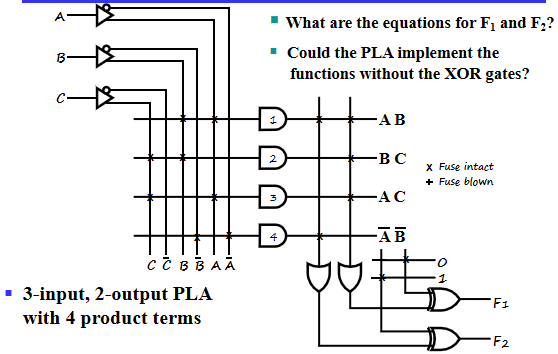 A
B
C
▪ What are the equations for F1 and F2?
▪ Could the PLA implement the
functions without the XOR gates?
1
A B
2
B C
X Fuse intact
+ Fuse blown
3
A C
4
A̅ B̅
C C̅ B B̅ A A̅
0
1
F1
F2
▪ 3-input, 2-output PLA
with 4 product terms